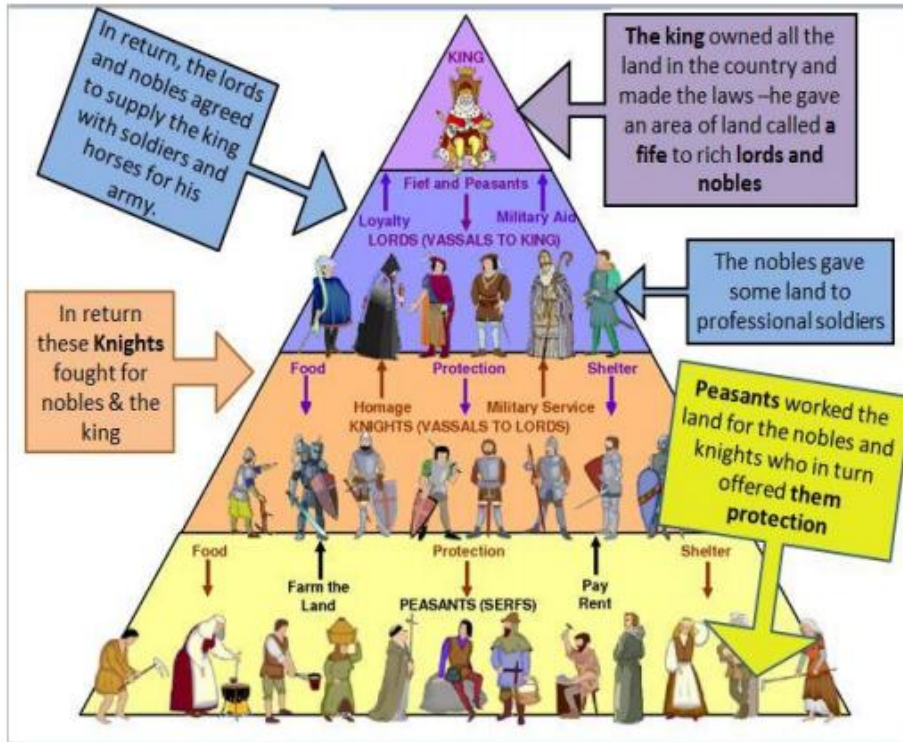 In return, the lords
and nobles agreed
to supply the king
with soldiers and
horses for his
army.
The king owned all the
land in the country and
made the laws –he gave
an area of land called a
fife to rich lords and
nobles
KING
Fief and Peasants
Loyalty
Military Aid
LORDS (VASSALS TO KING)
The nobles gave
some land to
professional soldiers
In return
these Knights
fought for
nobles & the
king
Food
Protection
Shelter
Homage
Military Service
KNIGHTS (VASSALS TO LORDS)
Peasants worked the
land for the nobles and
knights who in turn
offered them
protection
Food
Protection
Shelter
Farm the
Land
Pay
Rent
PEASANTS (SERFS)